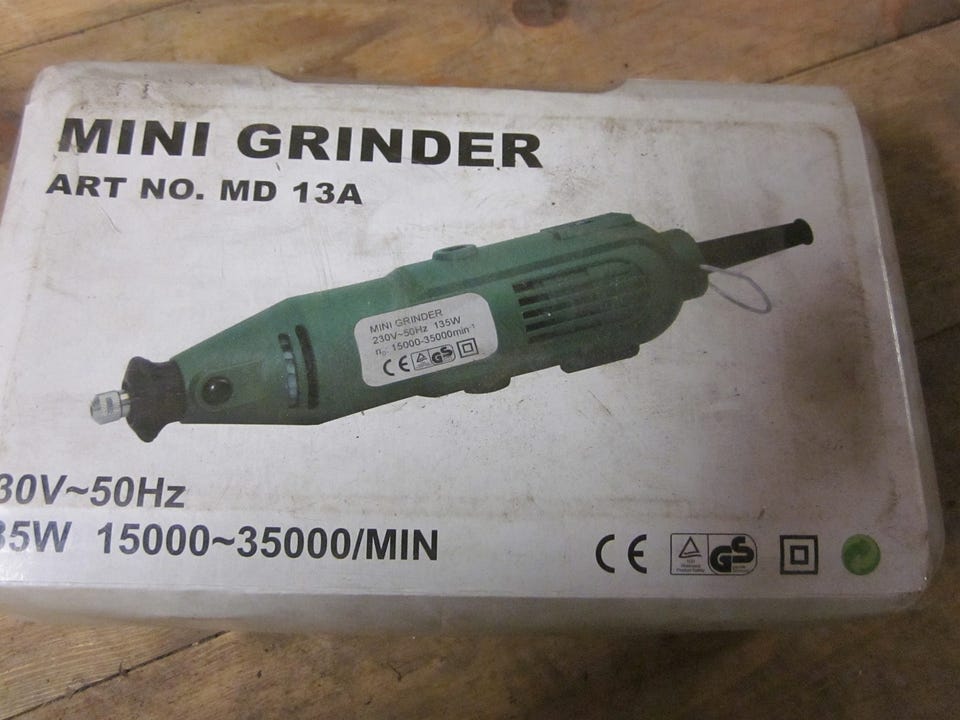 MINI GRINDER
ART NO. MD 13A
MINI GRINDER
230V~50Hz 135W
n₀: 15000-35000min⁻¹
CE GS
30V~50Hz
35W 15000~35000/MIN
CE GS